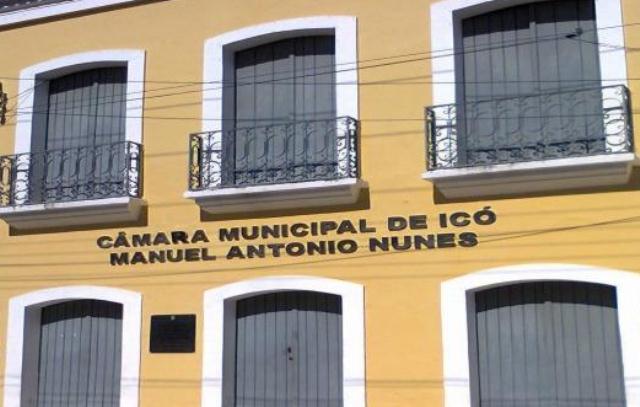 CÂMARA MUNICIPAL DE ICÓ
MANUEL ANTONIO NUNES